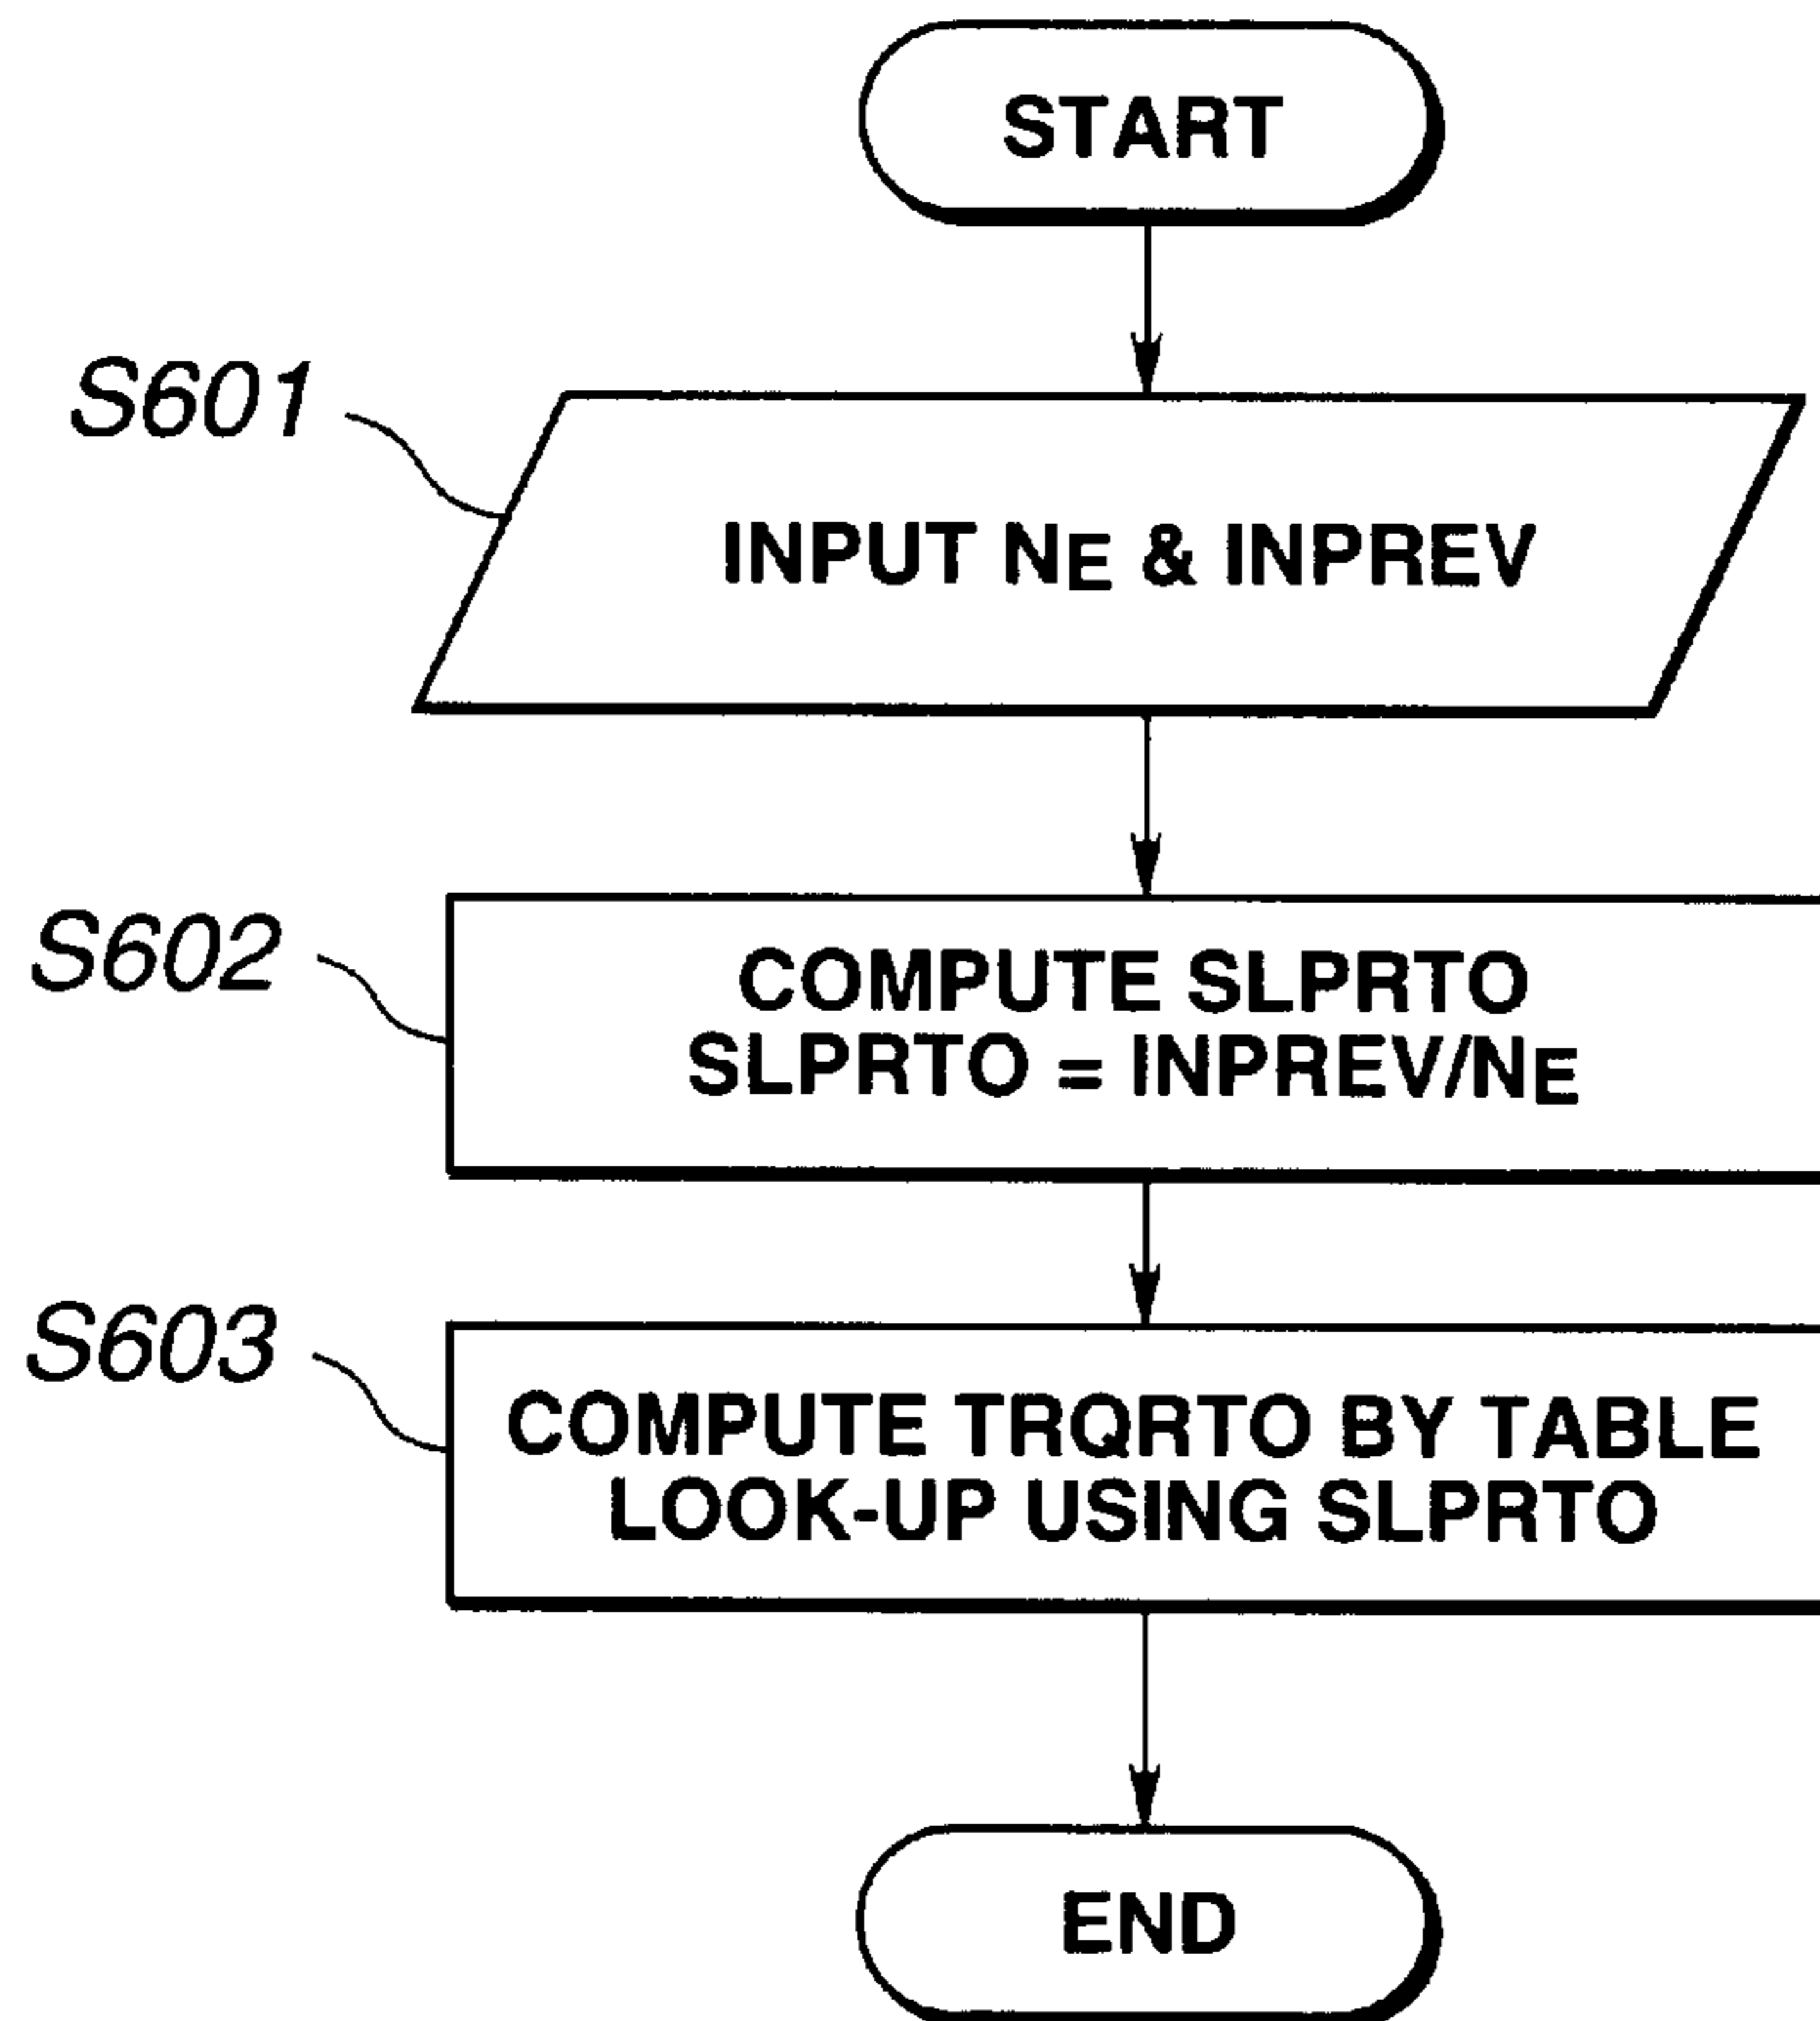 START
S601
INPUT NE & INPREV
S602
COMPUTE SLPRTO
SLPRTO = INPREV/NE
S603
COMPUTE TRQRTO BY TABLE
LOOK-UP USING SLPRTO
END